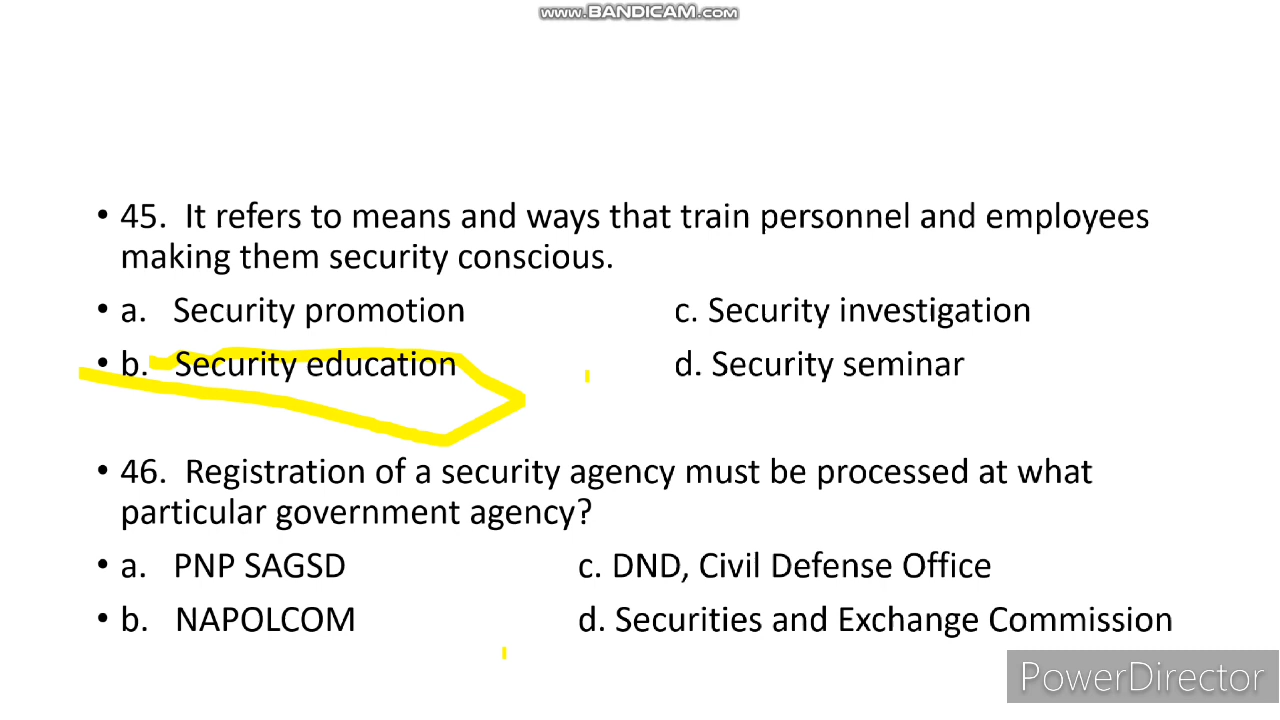 www.BANDICAM.com
• 45. It refers to means and ways that train personnel and employees
making them security conscious.
• a. Security promotion c. Security investigation
• b. Security education d. Security seminar
• 46. Registration of a security agency must be processed at what
particular government agency?
• a. PNP SAGSD c. DND, Civil Defense Office
• b. NAPOLCOM d. Securities and Exchange Commission
PowerDirector